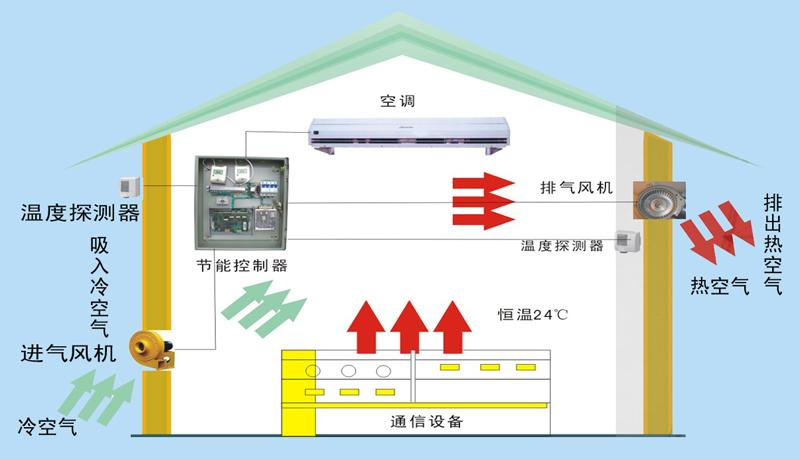 空调
温度探测器
排气风机
温度探测器
节能控制器
吸入冷空气
排出热空气
热空气
恒温24℃
进气风机
冷空气
通信设备